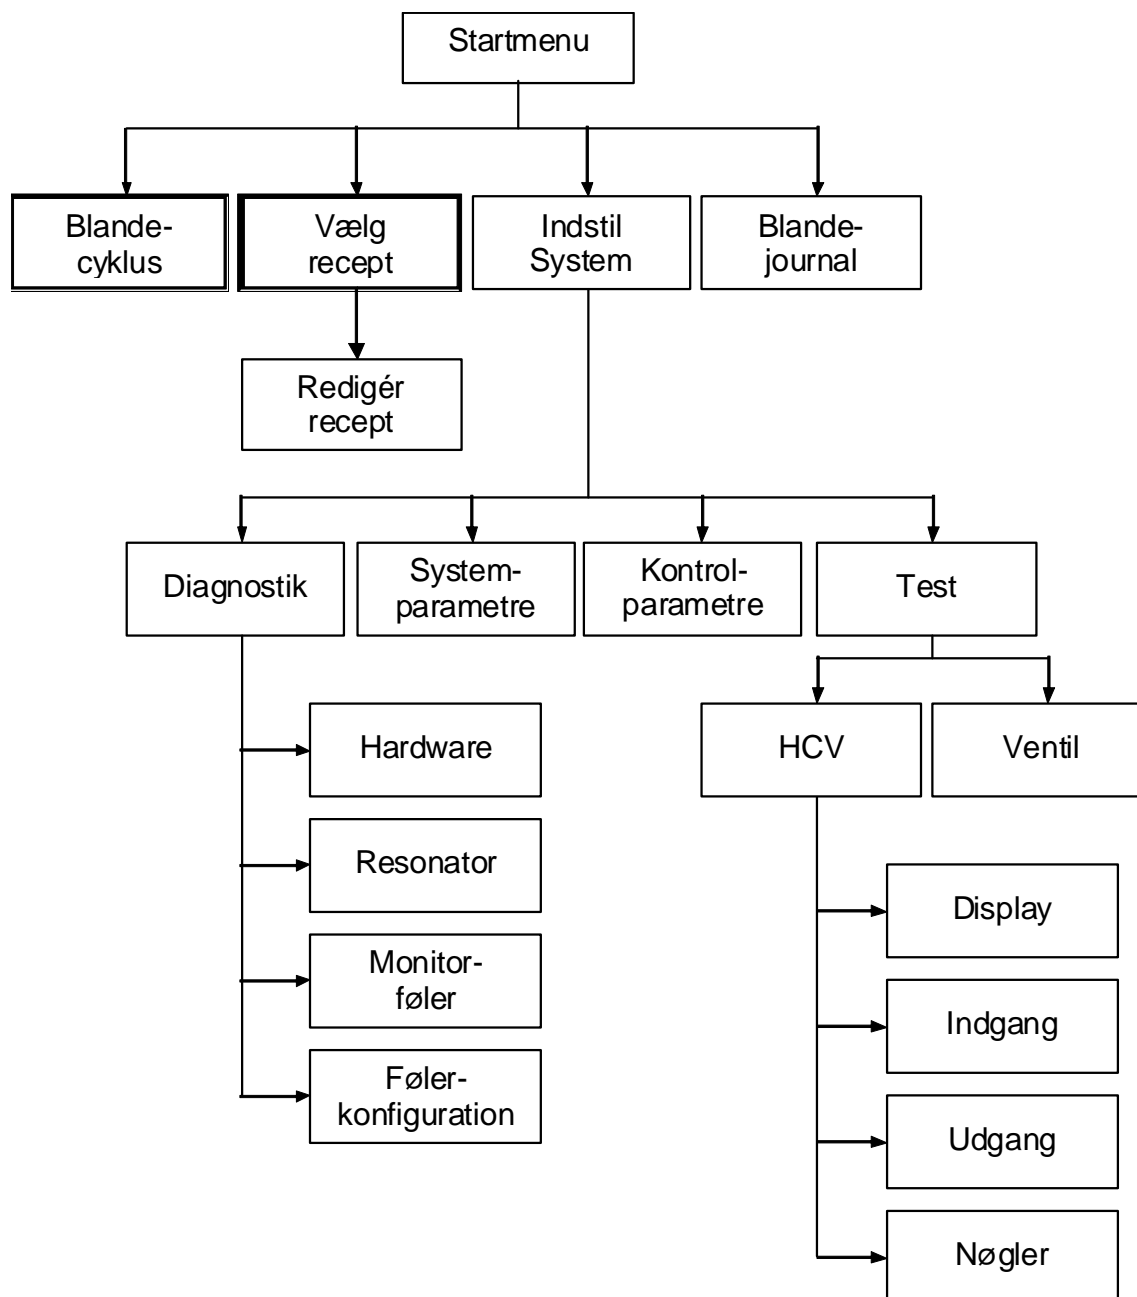 Startmenu
Blande-
cyklus
Vælg
recept
Indstil
System
Blande-
journal
Redigér
recept
Diagnostik
System-
parametre
Kontrol-
parametre
Test
Hardware
Resonator
Monitor-
føler
Føler-
konfiguration
HCV
Ventil
Display
Indgang
Udgang
Nøgler